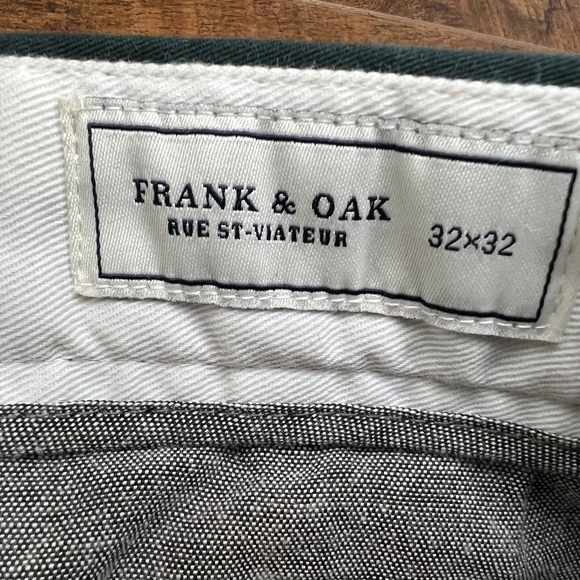 FRANK & OAK
RUE ST-VIATEUR
32×32